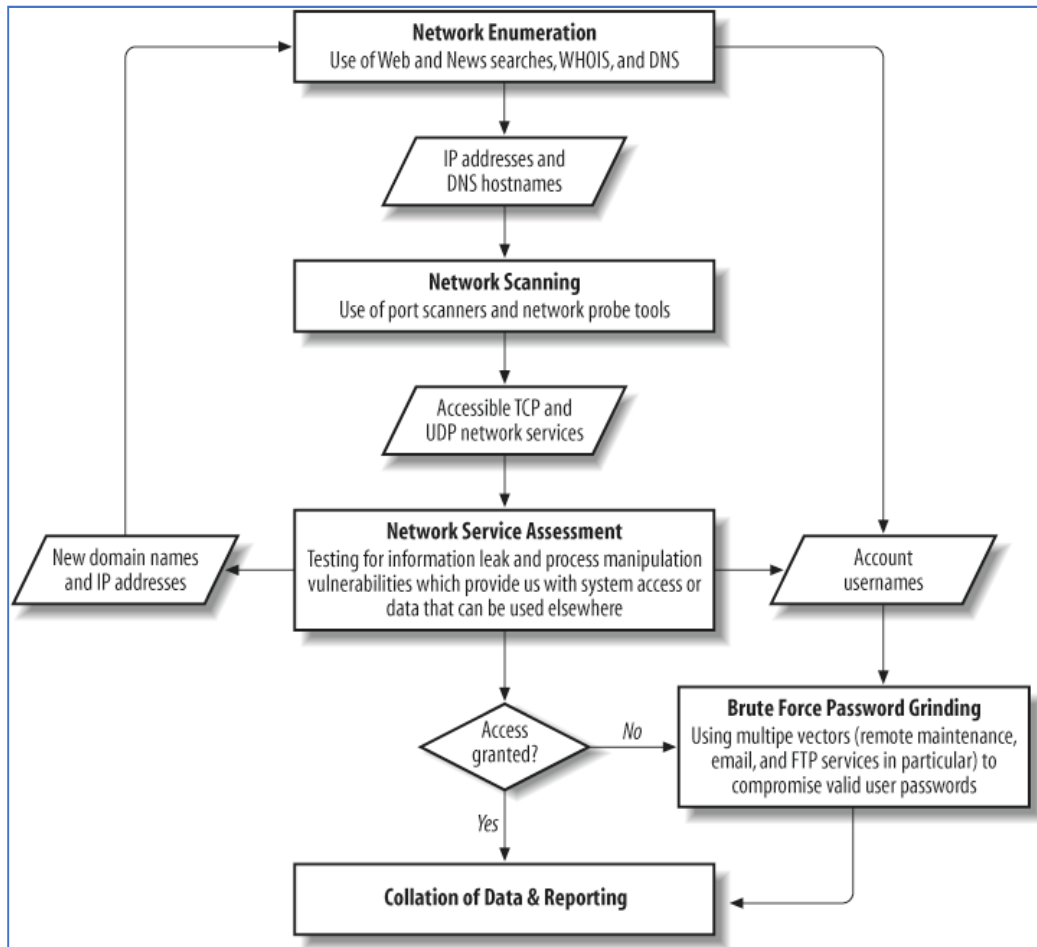 Network Enumeration
Use of Web and News searches, WHOIS, and DNS
IP addresses and
DNS hostnames
Network Scanning
Use of port scanners and network probe tools
Accessible TCP and
UDP network services
Network Service Assessment
Testing for information leak and process manipulation
vulnerabilities which provide us with system access or
data that can be used elsewhere
New domain names
and IP addresses
Account
usernames
Access
granted?
No
Yes
Brute Force Password Grinding
Using multipe vectors (remote maintenance,
email, and FTP services in particular) to
compromise valid user passwords
Collation of Data & Reporting